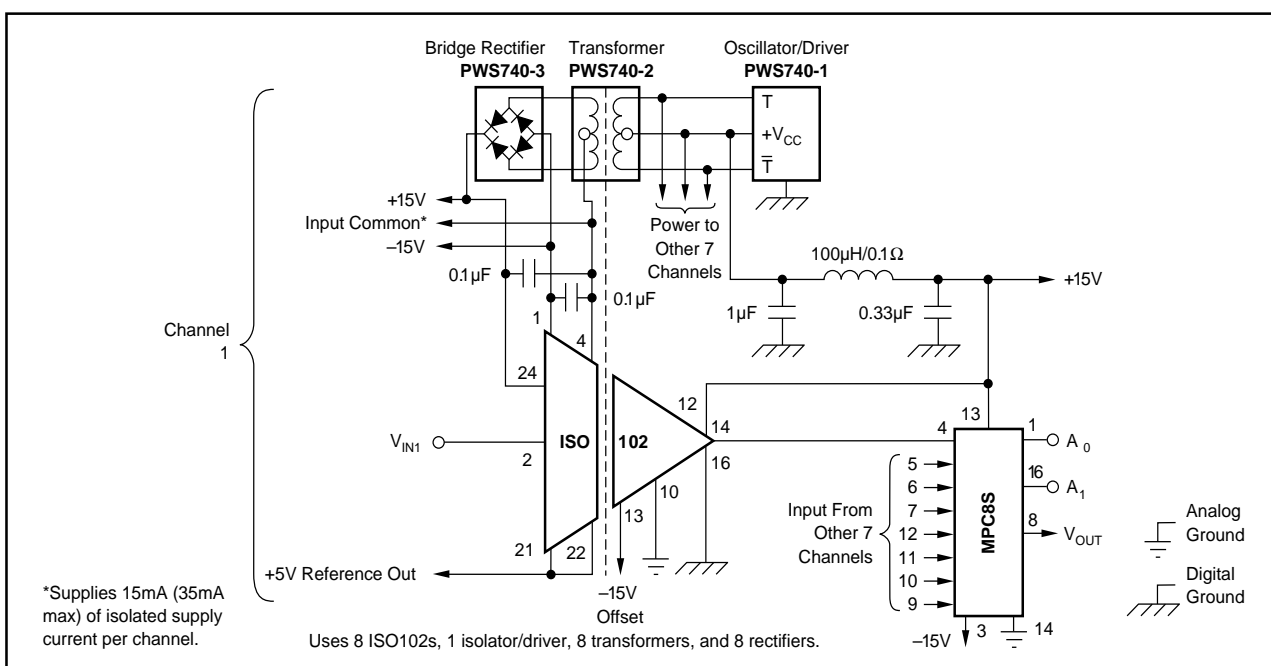 Bridge Rectifier
PWS740-3
Transformer
PWS740-2
Oscillator/Driver
PWS740-1
T
+VCC
T̅
+15V
Input Common*
–15V
Power to
Other 7
Channels
0.1µF
0.1µF
100µH/0.1Ω
+15V
1µF
0.33µF
Channel
1
1
4
24
12
14
13
4
1
A0
VIN1
2
ISO
102
16
10
13
5
6
7
12
11
10
9
Input From
Other 7
Channels
MPC8S
16
A1
8
VOUT
Analog
Ground
Digital
Ground
21
22
+5V Reference Out
–15V
Offset
–15V
3
14
*Supplies 15mA (35mA
max) of isolated supply
current per channel.
Uses 8 ISO102s, 1 isolator/driver, 8 transformers, and 8 rectifiers.